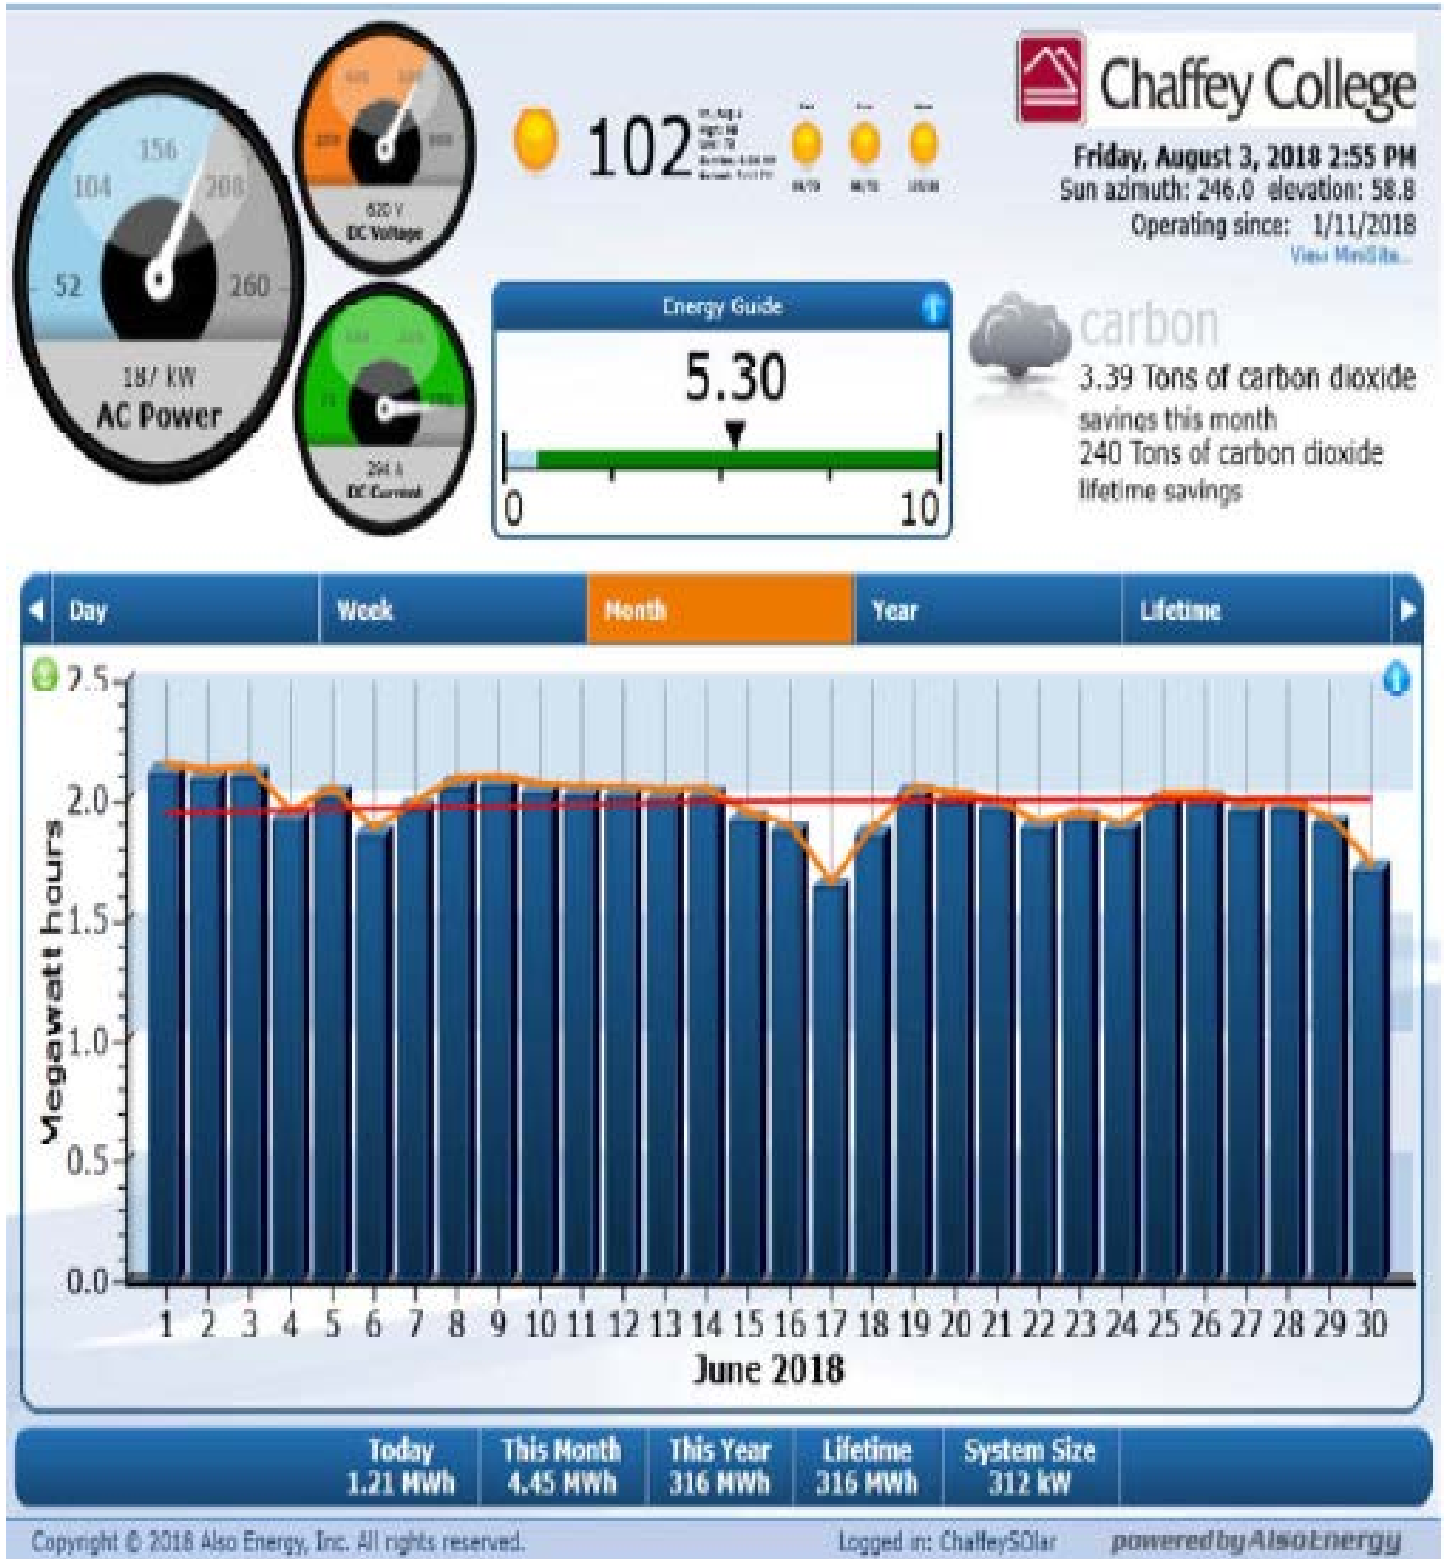 Chaffey College
Friday, August 3, 2018 2:55 PM
Sun azimuth: 246.0 elevation: 58.8
Operating since: 1/11/2018
View MiniSite...
102
52
104
156
208
260
187 kW
AC Power
620 V
DC Voltage
294 A
DC Current
Energy Guide
5.30
0
10
carbon
3.39 Tons of carbon dioxide
savings this month
240 Tons of carbon dioxide
lifetime savings
Day Week Month Year Lifetime
Megawatt hours
2.5
2.0
1.5
1.0
0.5
0.0
1 2 3 4 5 6 7 8 9 10 11 12 13 14 15 16 17 18 19 20 21 22 23 24 25 26 27 28 29 30
June 2018
Today This Month This Year Lifetime System Size
1.21 MWh 4.45 MWh 316 MWh 316 MWh 312 kW
Copyright © 2018 Also Energy, Inc. All rights reserved.
Logged in: ChaffeySOlar
powered by AlsoEnergy